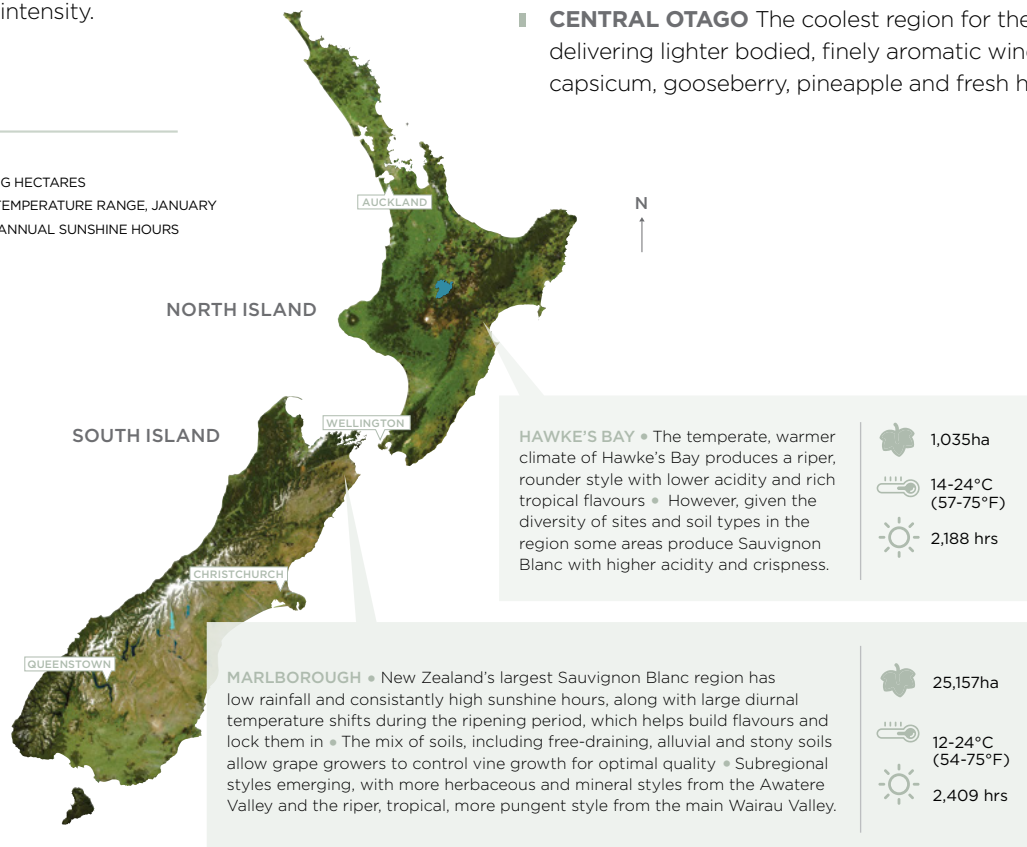 intensity.
CENTRAL OTAGO The coolest region for the
delivering lighter bodied, finely aromatic
capsicum, gooseberry, pineapple and fresh
HECTARES
TEMPERATURE RANGE, JANUARY
ANNUAL SUNSHINE HOURS
AUCKLAND
N
NORTH ISLAND
SOUTH ISLAND
WELLINGTON
CHRISTCHURCH
QUEENSTOWN
HAWKE'S BAY • The temperate, warmer
climate of Hawke's Bay produces a riper,
rounder style with lower acidity and rich
tropical flavours • However, given the
diversity of sites and soil types in the
region some areas produce Sauvignon
Blanc with higher acidity and crispness.
1,035ha
14-24°C
(57-75°F)
2,188 hrs
MARLBOROUGH • New Zealand's largest Sauvignon Blanc region has
low rainfall and consistantly high sunshine hours, along with large diurnal
temperature shifts during the ripening period, which helps build flavours and
lock them in • The mix of soils, including free-draining, alluvial and stony soils
allow grape growers to control vine growth for optimal quality • Subregional
styles emerging, with more herbaceous and mineral styles from the Awatere
Valley and the riper, tropical, more pungent style from the main Wairau Valley.
25,157ha
12-24°C
(54-75°F)
2,409 hrs